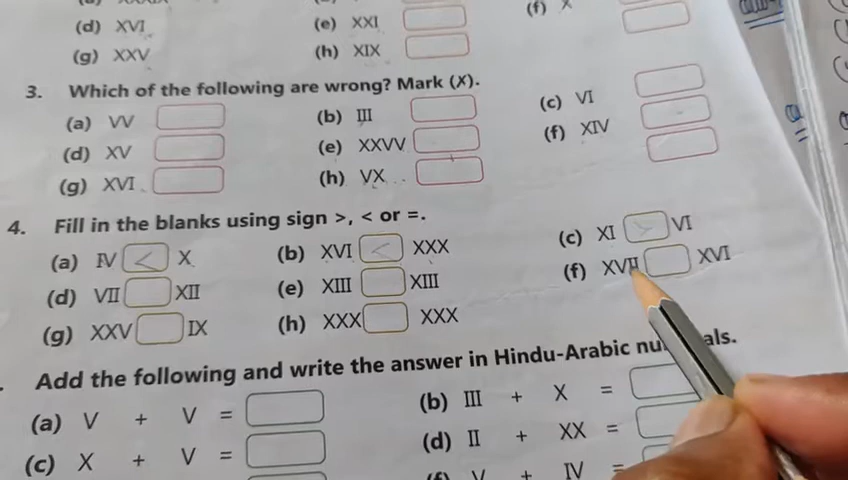 (d) XVI (e) XXI (f) X
(g) XXV (h) XIX
3. Which of the following are wrong? Mark (X).
(a) VV (b) III (c) VI
(d) XV (e) XXVV (f) XIV
(g) XVI (h) VX
4. Fill in the blanks using sign >, < or =.
(a) IV < X (b) XVI < XXX (c) XI > VI
(d) VII XII (e) XIII XIII (f) XVII XVI
(g) XXV IX (h) XXX XXX
Add the following and write the answer in Hindu-Arabic
(a) V + V = (b) III + X =
(c) X + V = (d) II + XX =
(f) V + IV =